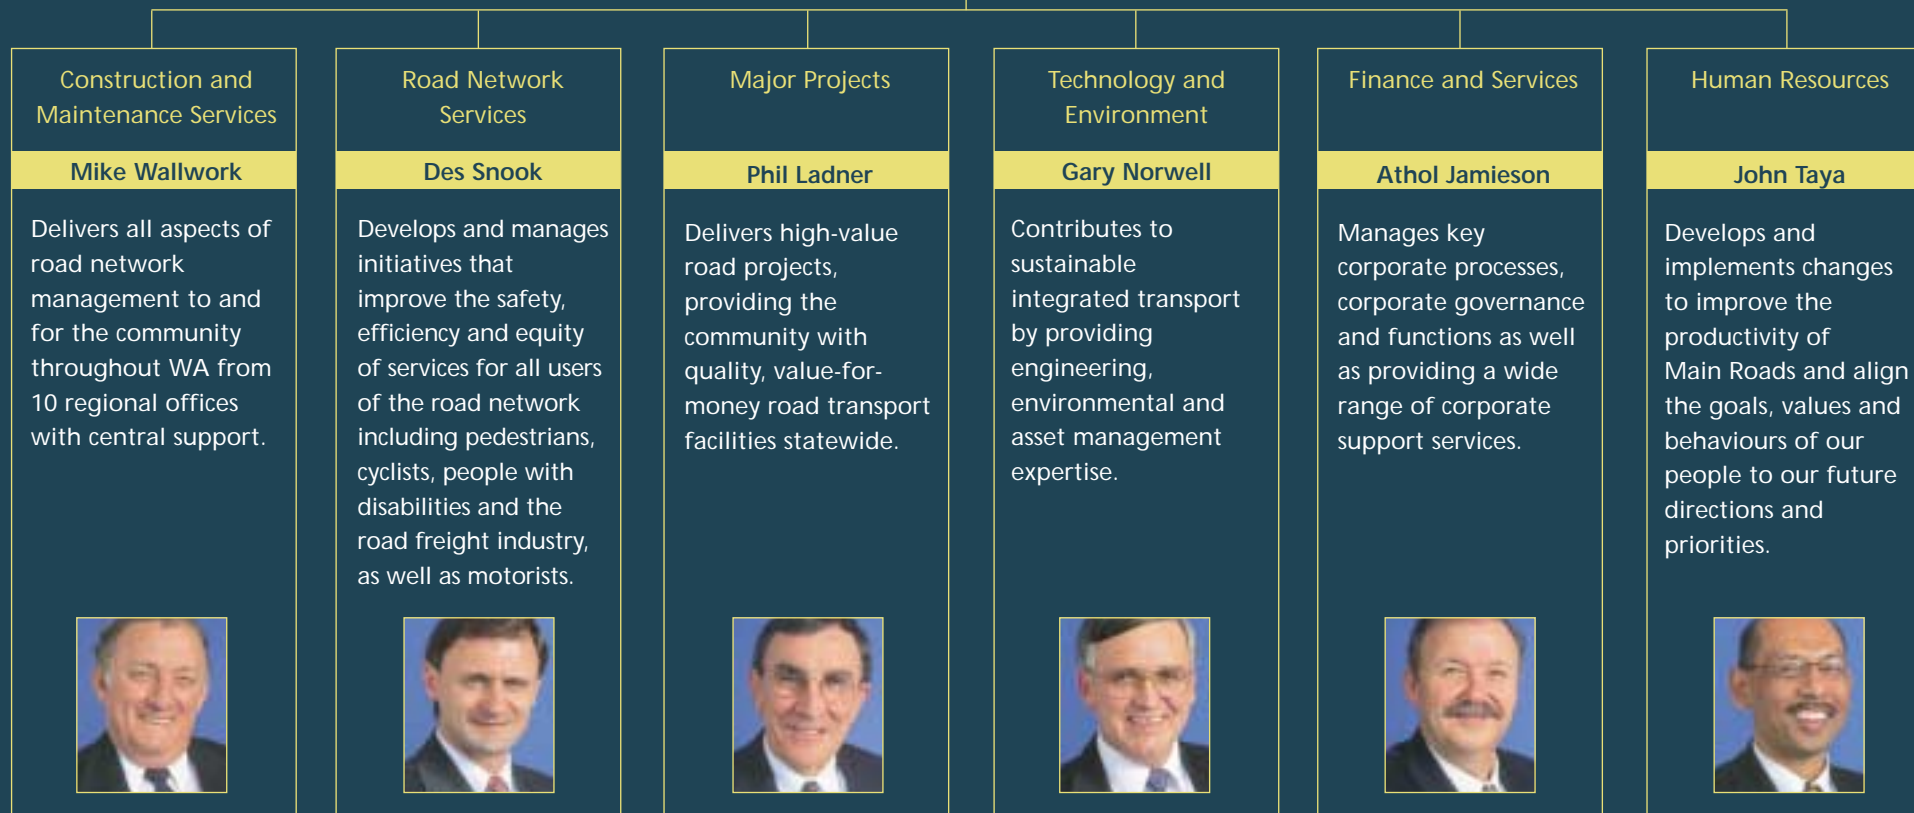 Construction and
Maintenance Services
Mike Wallwork
Delivers all aspects of
road network
management to and
for the community
throughout WA from
10 regional offices
with central support.
Road Network
Services
Des Snook
Develops and manages
initiatives that
improve the safety,
efficiency and equity
of services for all users
of the road network
including pedestrians,
cyclists, people with
disabilities and the
road freight industry,
as well as motorists.
Major Projects
Phil Ladner
Delivers high-value
road projects,
providing the
community with
quality, value-for-
money road transport
facilities statewide.
Technology and
Environment
Gary Norwell
Contributes to
sustainable
integrated transport
by providing
engineering,
environmental and
asset management
expertise.
Finance and Services
Athol Jamieson
Manages key
corporate processes,
corporate governance
and functions as well
as providing a wide
range of corporate
support services.
Human Resources
John Taya
Develops and
implements changes
to improve the
productivity of
Main Roads and align
the goals, values and
behaviours of our
people to our future
directions and
priorities.